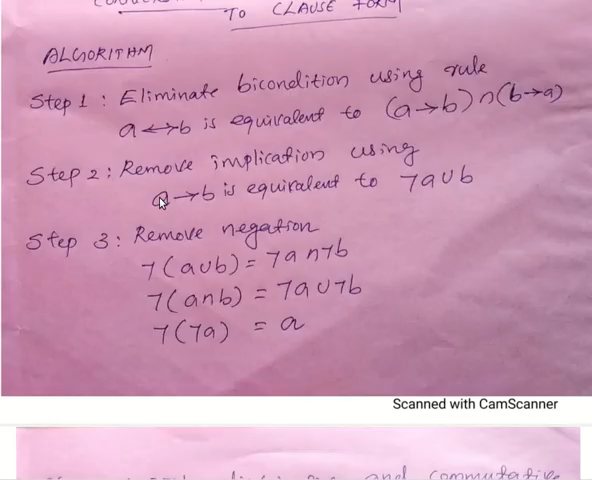 TO CLAUSE FORM
ALGORITHM
Step 1 : Eliminate bicondition using rule
a ↔ b is equivalent to (a → b) ∩ (b → a)
Step 2 : Remove implication using
a → b is equivalent to ¬a ∪ b
Step 3 : Remove negation
¬(a ∪ b) = ¬a ∩ ¬b
¬(a ∩ b) = ¬a ∪ ¬b
¬(¬a) = a
Scanned with CamScanner
and commutative